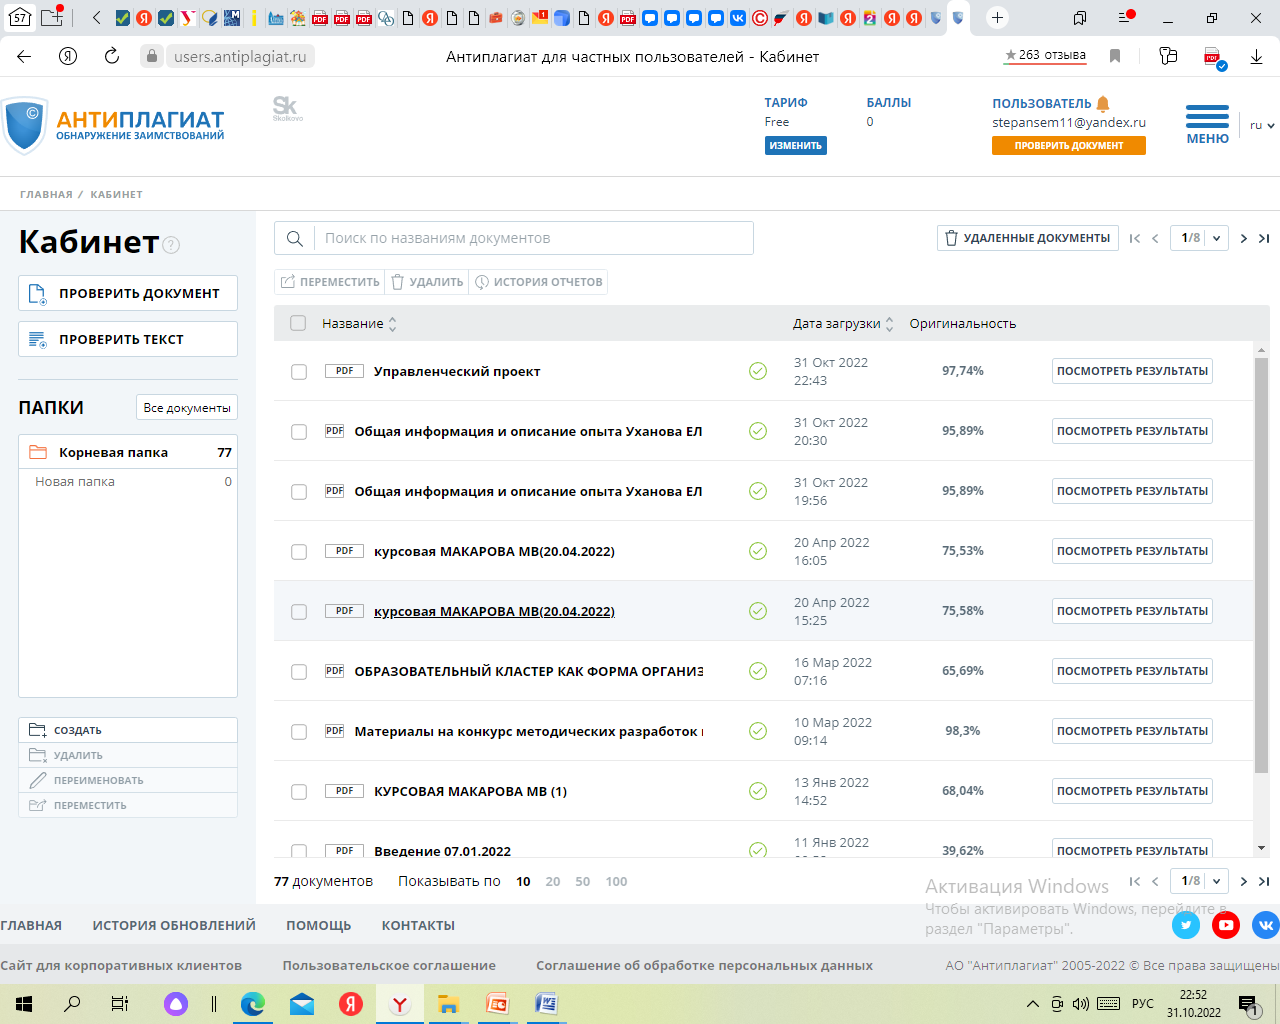 57
users.antiplagiat.ru
Антиплагиат для частных пользователей - Кабинет
★ 263 отзыва
АНТИПЛАГИАТ
ОБНАРУЖЕНИЕ ЗАИМСТВОВАНИЙ
Sk
Skolkovo
ТАРИФ
Free
ИЗМЕНИТЬ
БАЛЛЫ
0
ПОЛЬЗОВАТЕЛЬ
stepansem11@yandex.ru
ПРОВЕРИТЬ ДОКУМЕНТ
МЕНЮ
ru
ГЛАВНАЯ / КАБИНЕТ
Кабинет ?
ПРОВЕРИТЬ ДОКУМЕНТ
ПРОВЕРИТЬ ТЕКСТ
ПАПКИ
Все документы
Корневая папка 77
Новая папка 0
СОЗДАТЬ
УДАЛИТЬ
ПЕРЕИМЕНОВАТЬ
ПЕРЕМЕСТИТЬ
Поиск по названиям документов
УДАЛЕННЫЕ ДОКУМЕНТЫ
1/8
ПЕРЕМЕСТИТЬ УДАЛИТЬ ИСТОРИЯ ОТЧЕТОВ
Название Дата загрузки Оригинальность
PDF Управленческий проект 31 Окт 2022 22:43 97,74% ПОСМОТРЕТЬ РЕЗУЛЬТАТЫ
PDF Общая информация и описание опыта Уханова ЕЛ 31 Окт 2022 20:30 95,89% ПОСМОТРЕТЬ РЕЗУЛЬТАТЫ
PDF Общая информация и описание опыта Уханова ЕЛ 31 Окт 2022 19:56 95,89% ПОСМОТРЕТЬ РЕЗУЛЬТАТЫ
PDF курсовая МАКАРОВА МВ(20.04.2022) 20 Апр 2022 16:05 75,53% ПОСМОТРЕТЬ РЕЗУЛЬТАТЫ
PDF курсовая МАКАРОВА МВ(20.04.2022) 20 Апр 2022 15:25 75,58% ПОСМОТРЕТЬ РЕЗУЛЬТАТЫ
PDF ОБРАЗОВАТЕЛЬНЫЙ КЛАСТЕР КАК ФОРМА ОРГАНИЗ 16 Мар 2022 07:16 65,69% ПОСМОТРЕТЬ РЕЗУЛЬТАТЫ
PDF Материалы на конкурс методических разработок 10 Мар 2022 09:14 98,3% ПОСМОТРЕТЬ РЕЗУЛЬТАТЫ
PDF КУРСОВАЯ МАКАРОВА МВ (1) 13 Янв 2022 14:52 68,04% ПОСМОТРЕТЬ РЕЗУЛЬТАТЫ
PDF Введение 07.01.2022 11 Янв 2022 39,62% ПОСМОТРЕТЬ РЕЗУЛЬТАТЫ
77 документов Показывать по 10 20 50 100
1/8
Активация Windows
Чтобы активировать Windows, перейдите в
раздел "Параметры".
ГЛАВНАЯ ИСТОРИЯ ОБНОВЛЕНИЙ ПОМОЩЬ КОНТАКТЫ
Сайт для корпоративных клиентов Пользовательское соглашение Соглашение об обработке персональных данных АО "Антиплагиат" 2005-2022 © Все права защищены
РУС
22:52
31.10.2022
1